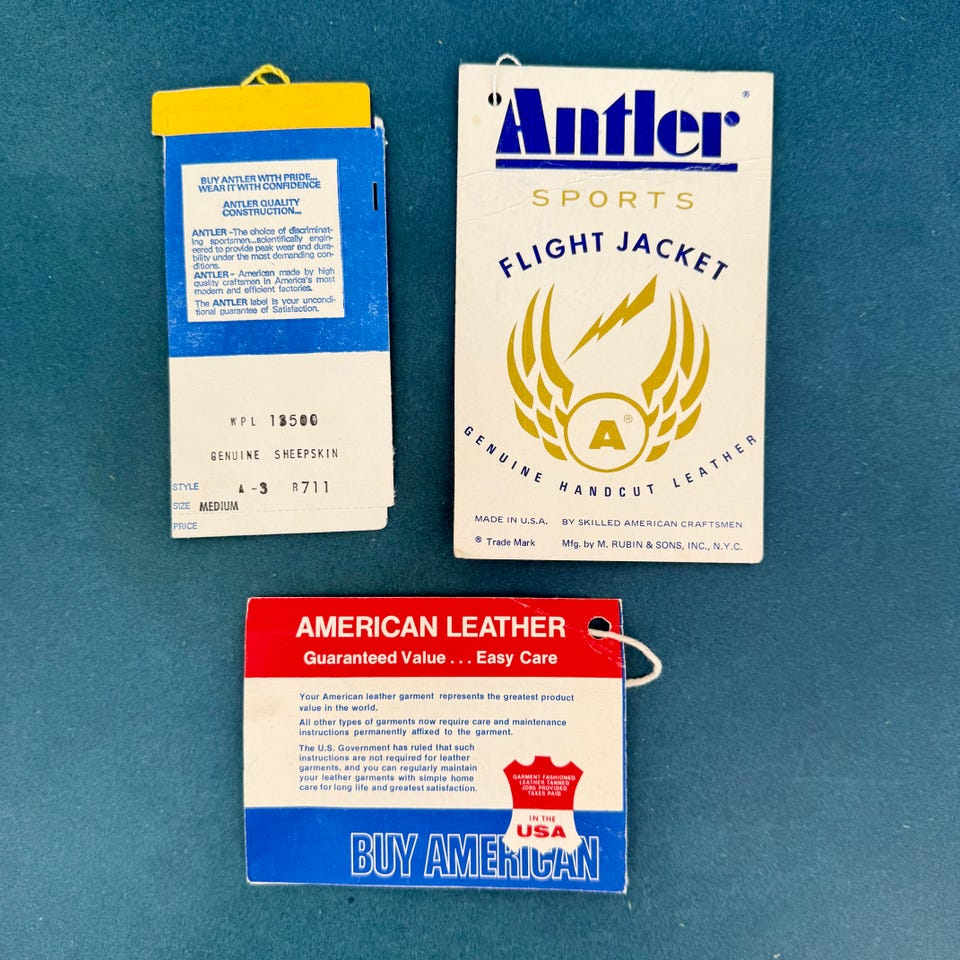 BUY ANTLER WITH PRIDE...
WEAR IT WITH CONFIDENCE
ANTLER QUALITY
CONSTRUCTION...
ANTLER -The choice of discriminat-
ing sportsmen...scientifically engin-
eered to provide peak wear and dura-
bility under the most demanding con-
ditions.
ANTLER - American made by high
quality craftsmen in America's most
modern and efficient factories.
The ANTLER label is your uncondi-
tional guarantee of Satisfaction.
WPL 13500
GENUINE SHEEPSKIN
STYLE A-3 R711
SIZE MEDIUM
PRICE
Antler®
SPORTS
FLIGHT JACKET
A®
GENUINE HANDCUT LEATHER
MADE IN U.S.A. BY SKILLED AMERICAN CRAFTSMEN
® Trade Mark Mfg. by M. RUBIN & SONS, INC., N.Y.C.
AMERICAN LEATHER
Guaranteed Value... Easy Care
Your American leather garment represents the greatest product
value in the world.
All other types of garments now require care and maintenance
instructions permanently affixed to the garment.
The U.S. Government has ruled that such
instructions are not required for leather
garments, and you can regularly maintain
your leather garments with simple home
care for long life and greatest satisfaction.
GARMENT FASHIONED
LEATHER TANNED
JOBS PROVIDED
TAXES PAID
IN THE
USA
BUY AMERICAN